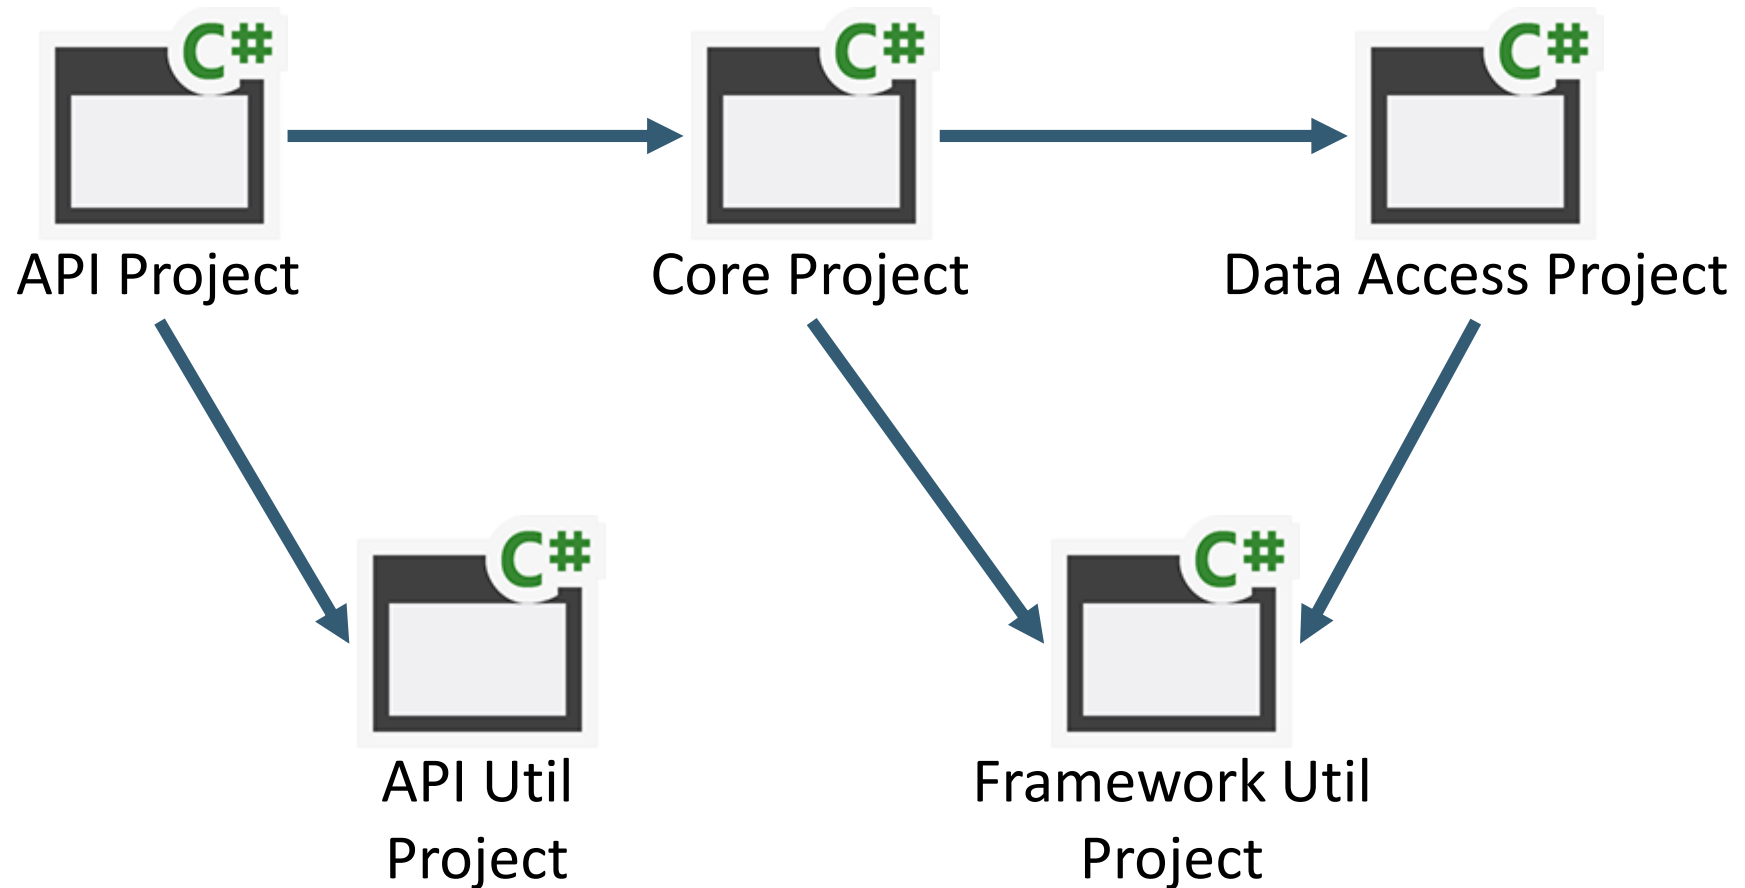 C#
C#
C#
API Project
Core Project
Data Access Project
C#
C#
API Util
Project
Framework Util
Project